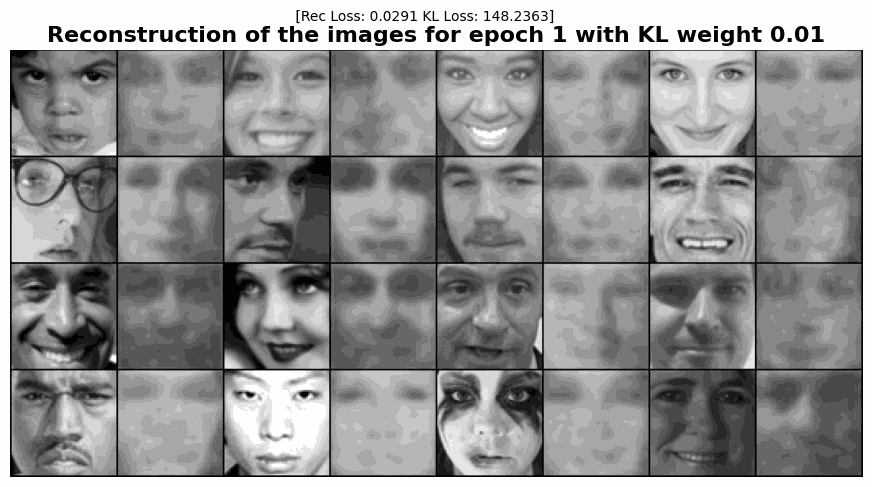 [Rec Loss: 0.0291 KL Loss: 148.2363]
Reconstruction of the images for epoch 1 with KL weight 0.01